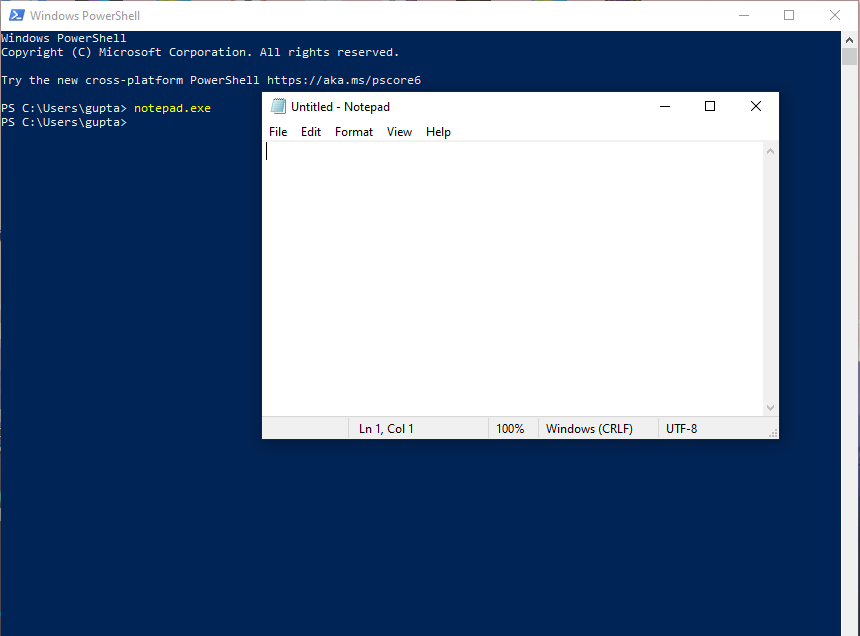 Windows PowerShell
Windows PowerShell
Copyright (C) Microsoft Corporation. All rights reserved.
Try the new cross-platform PowerShell https://aka.ms/pscore6
PS C:\Users\gupta> notepad.exe
PS C:\Users\gupta>
Untitled - Notepad
File Edit Format View Help
Ln 1, Col 1 100% Windows (CRLF) UTF-8